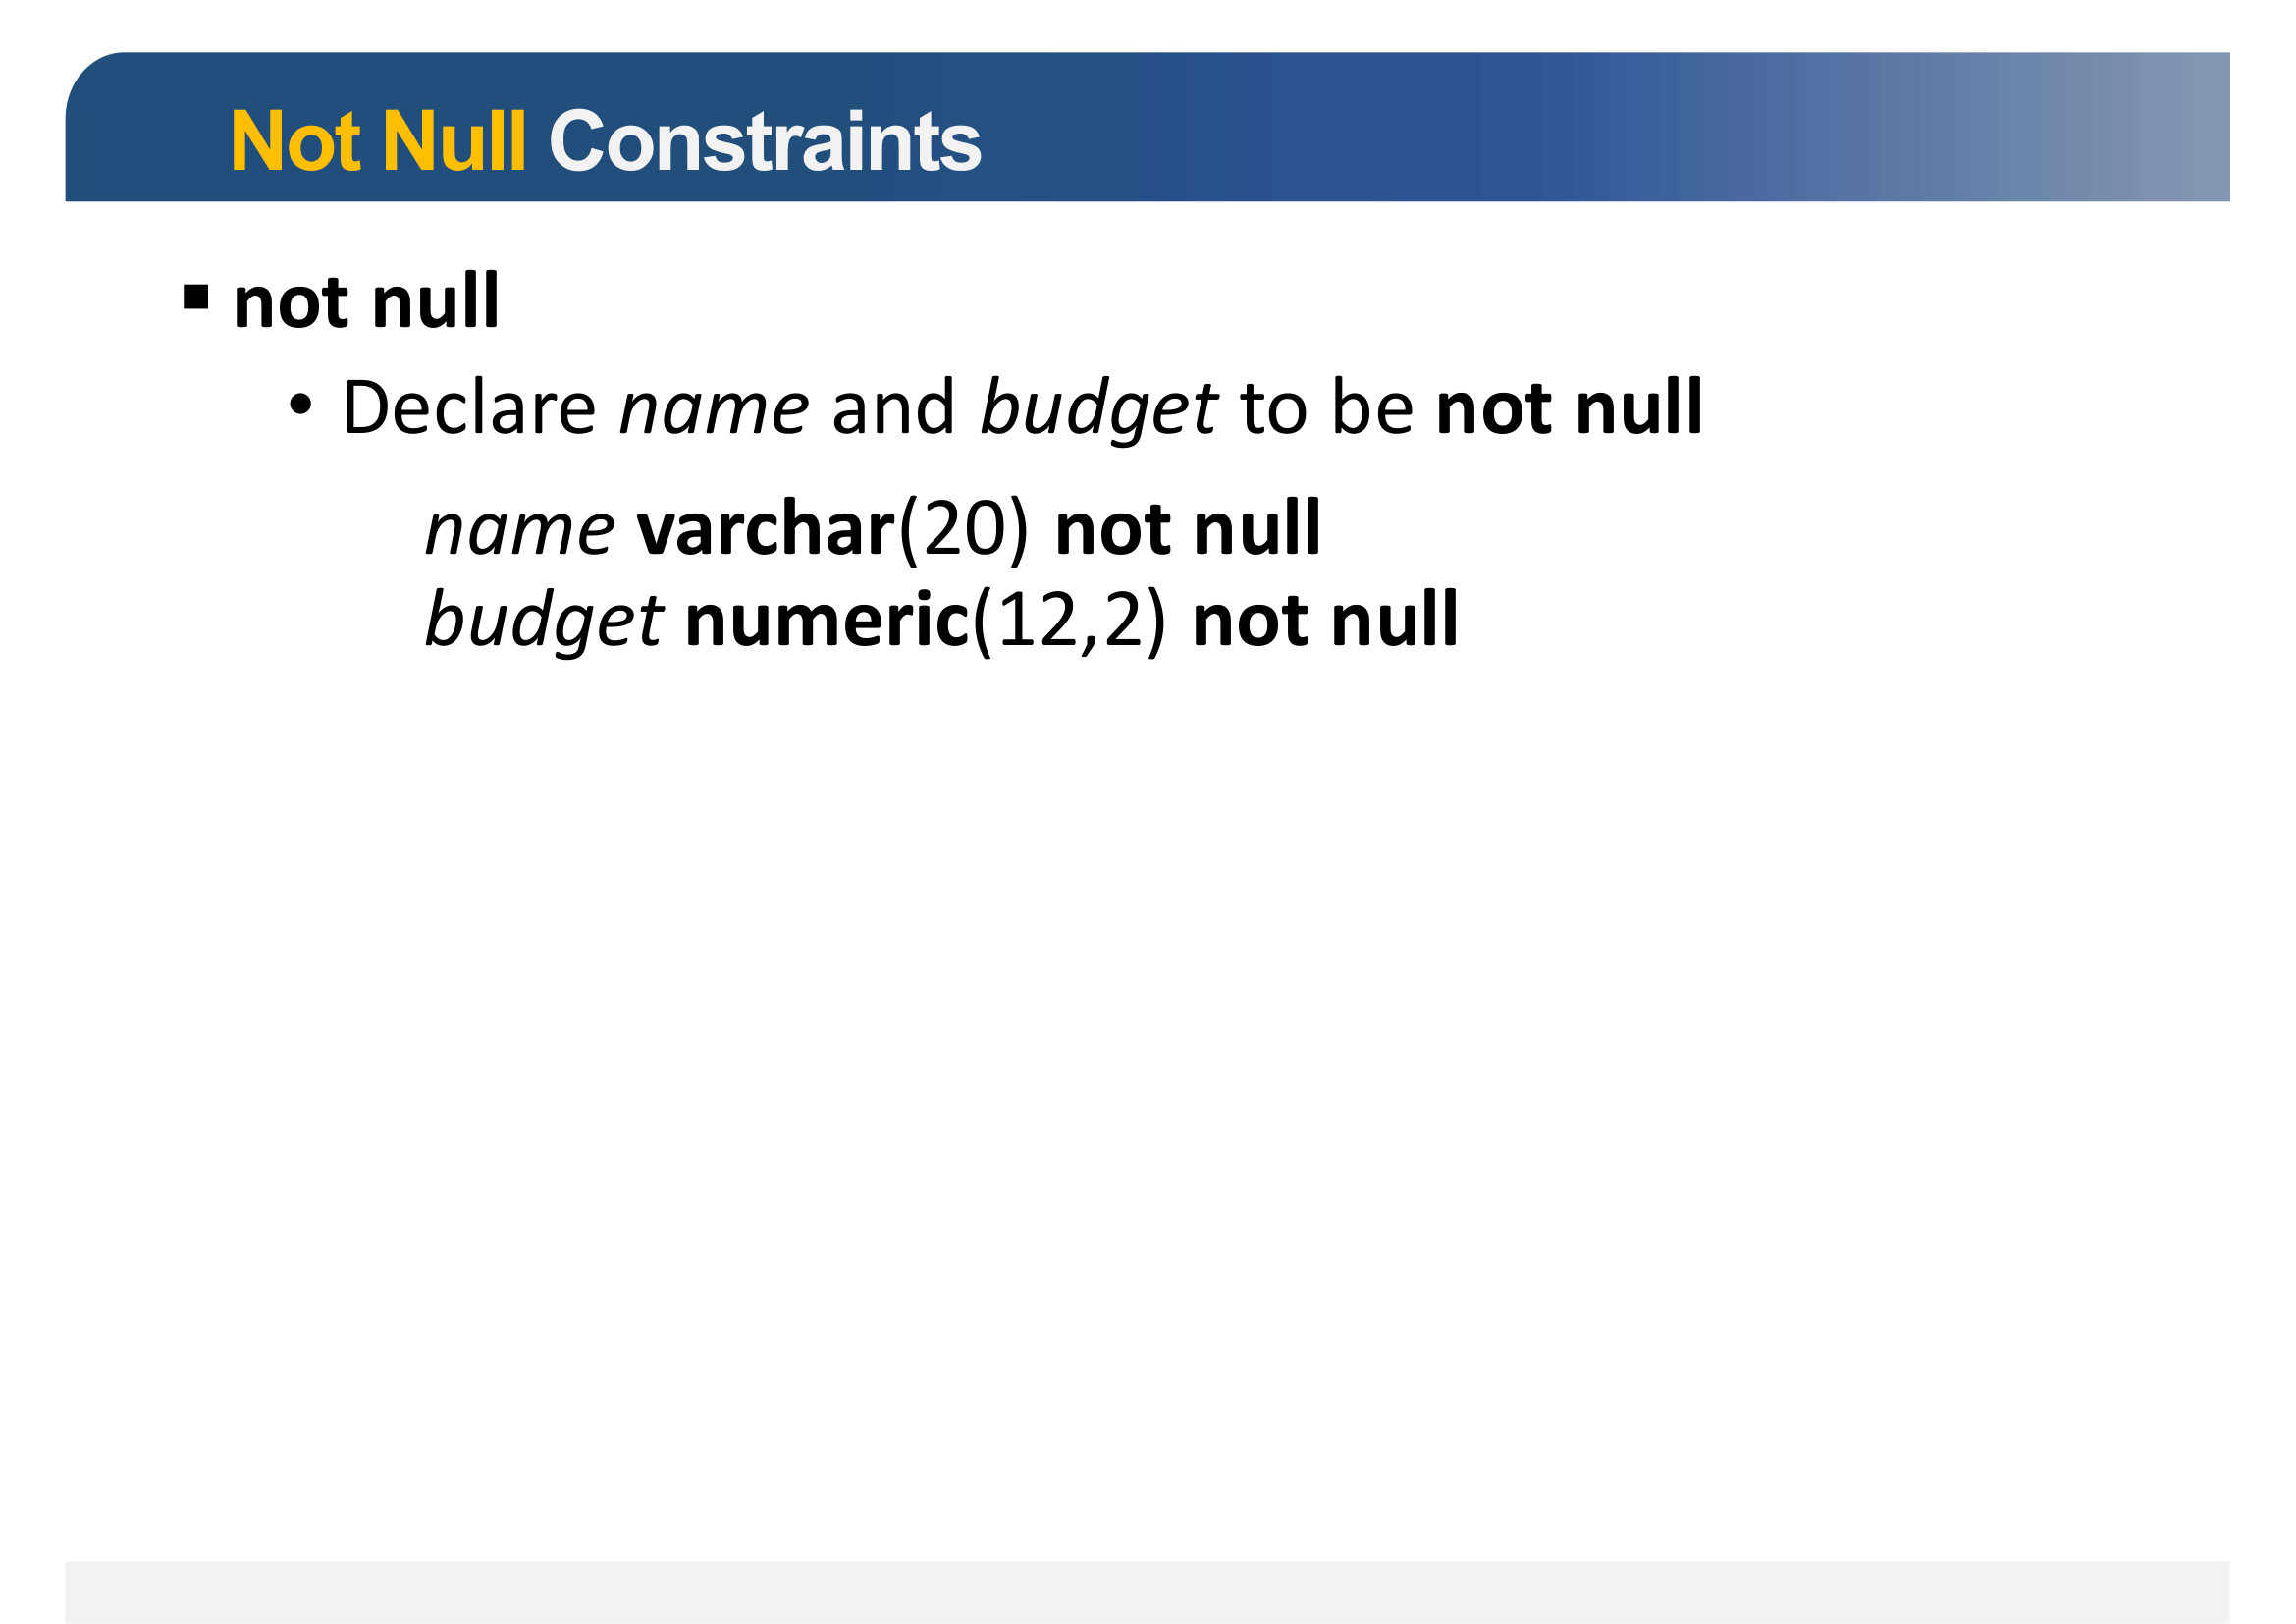 Not Null Constraints
▪ not null
• Declare name and budget to be not null
name varchar(20) not null
budget numeric(12,2) not null